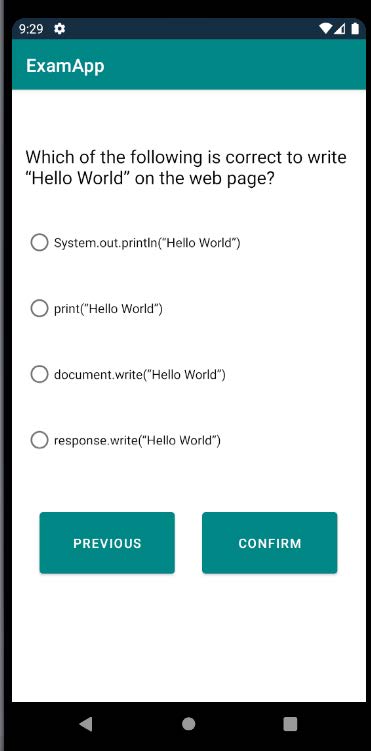 9:29
ExamApp
Which of the following is correct to write
“Hello World” on the web page?
System.out.println(“Hello World”)
print(“Hello World”)
document.write(“Hello World”)
response.write(“Hello World”)
PREVIOUS CONFIRM